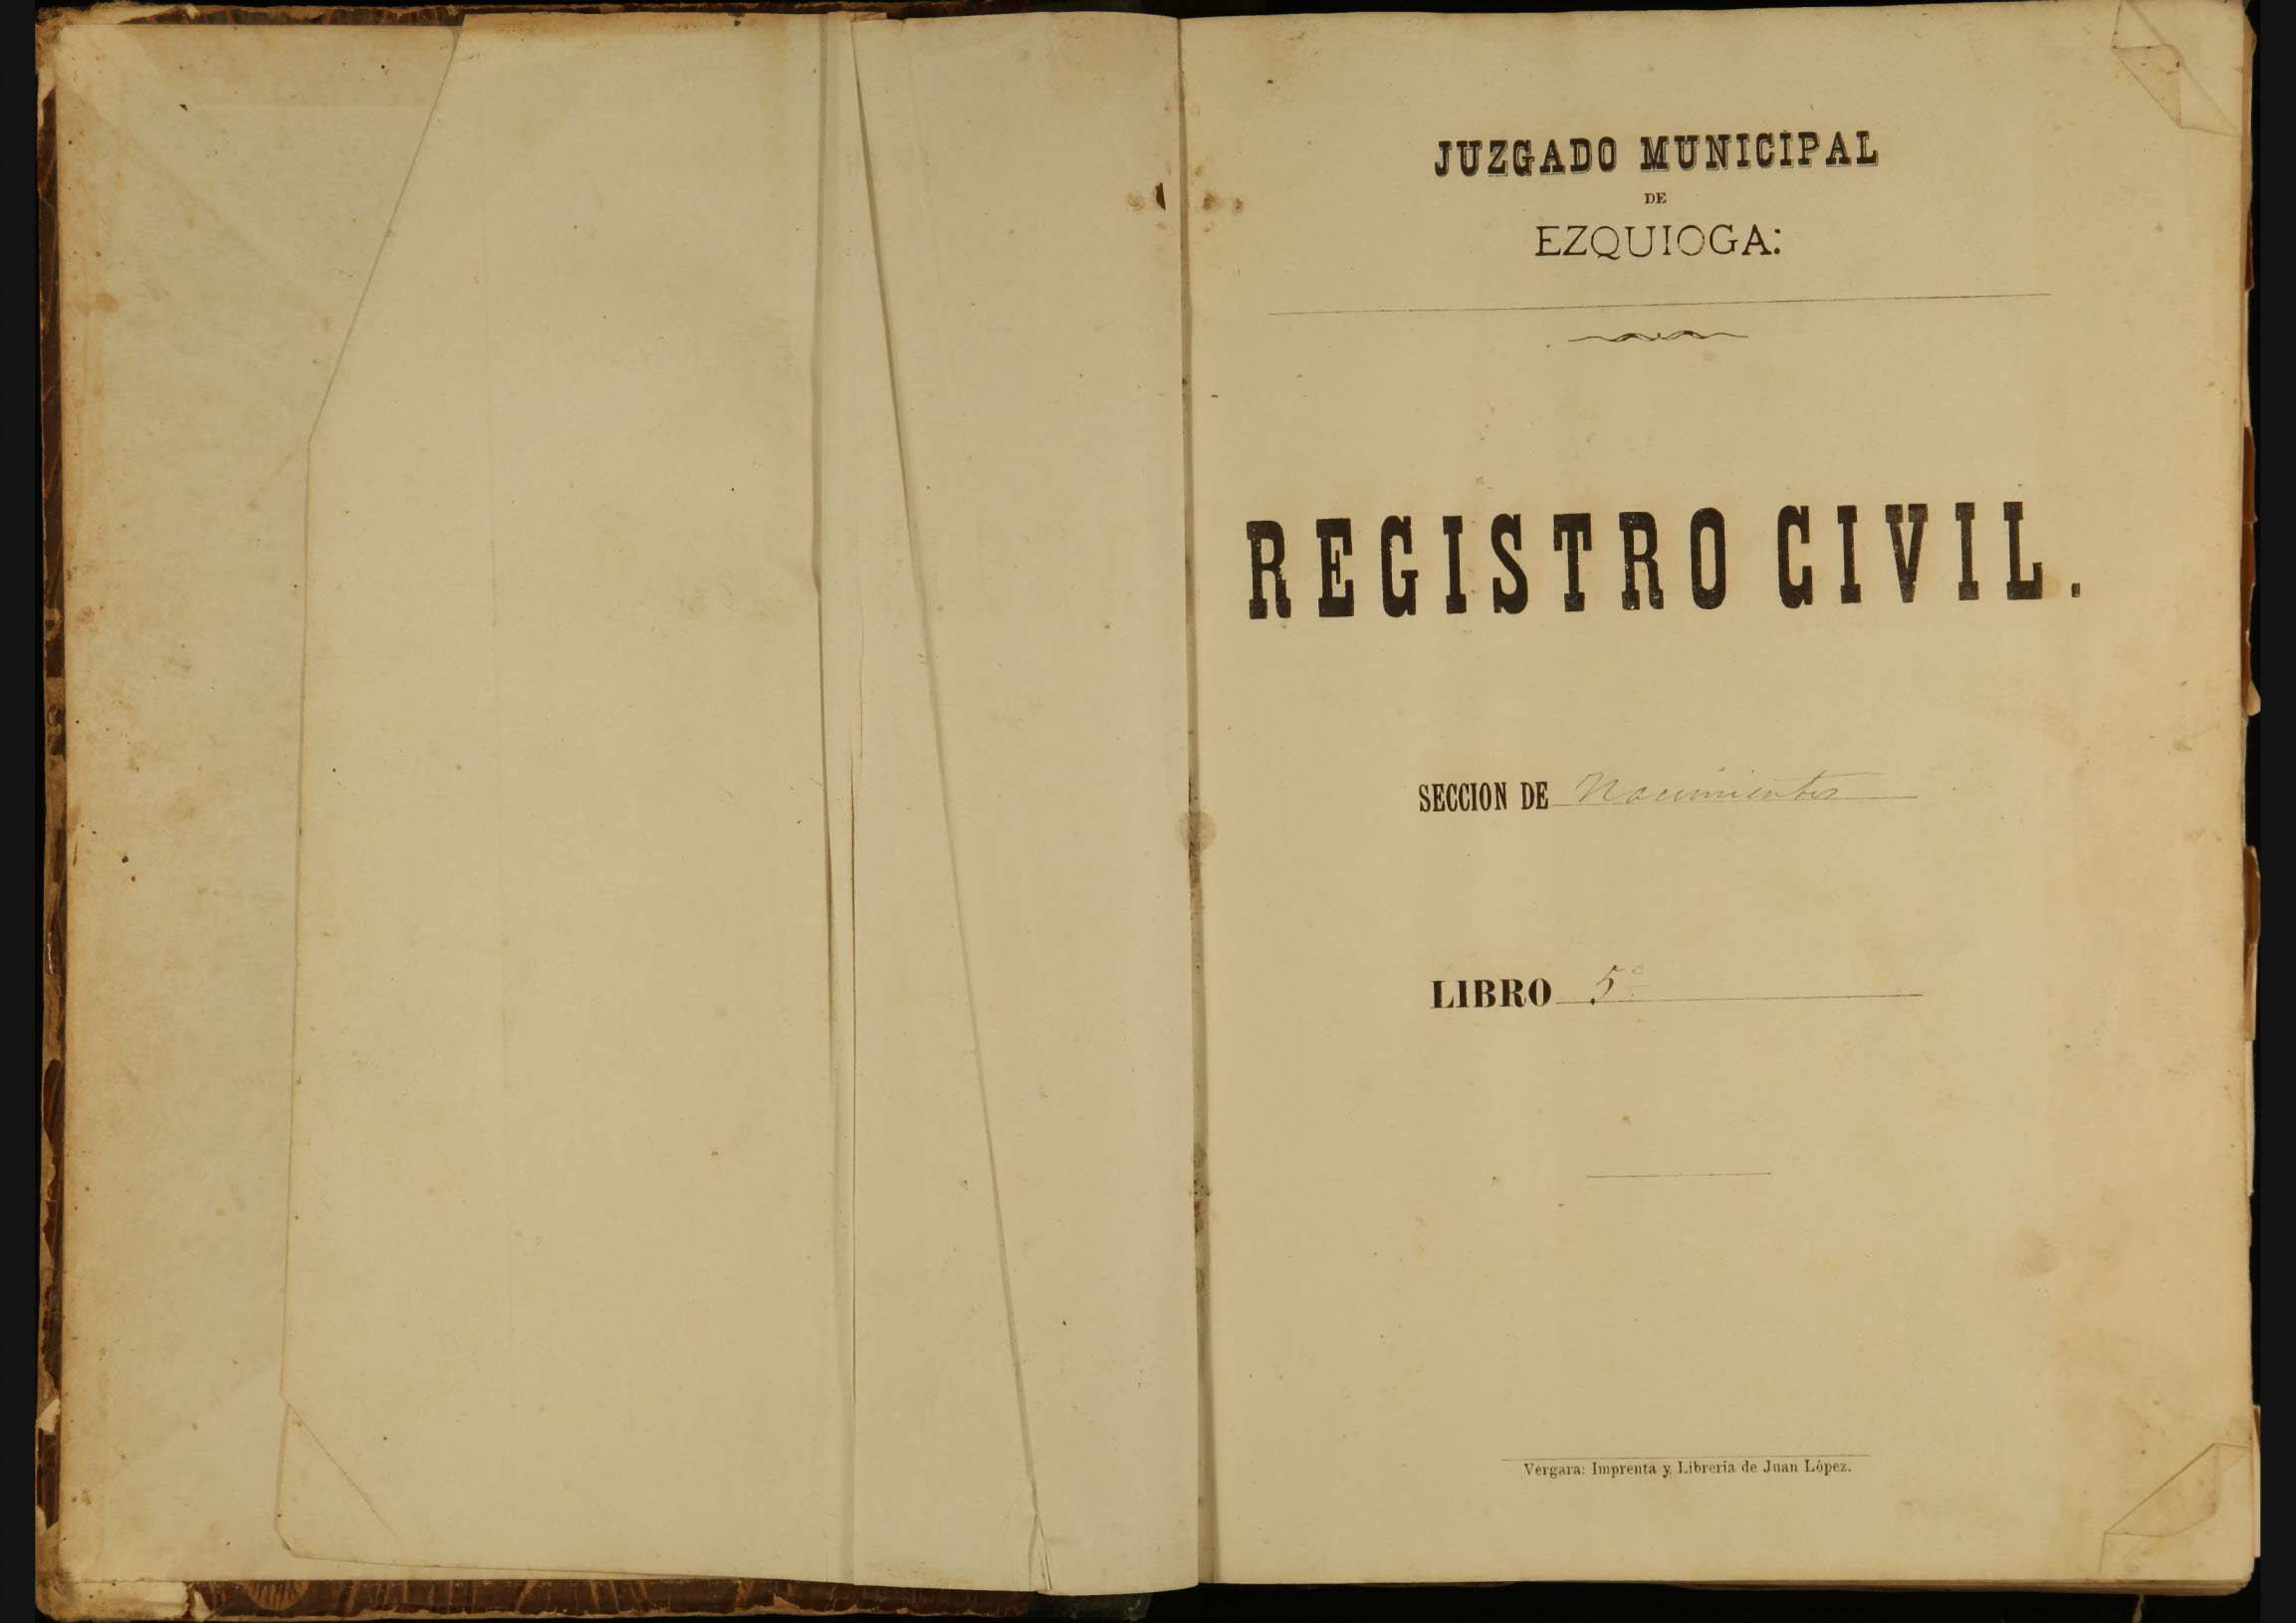 JUZGADO MUNICIPAL
DE
EZQUIOGA:
REGISTRO CIVIL.
SECCION DE Nacimientos
LIBRO 5º
Vergara: Imprenta y Librería de Juan López.